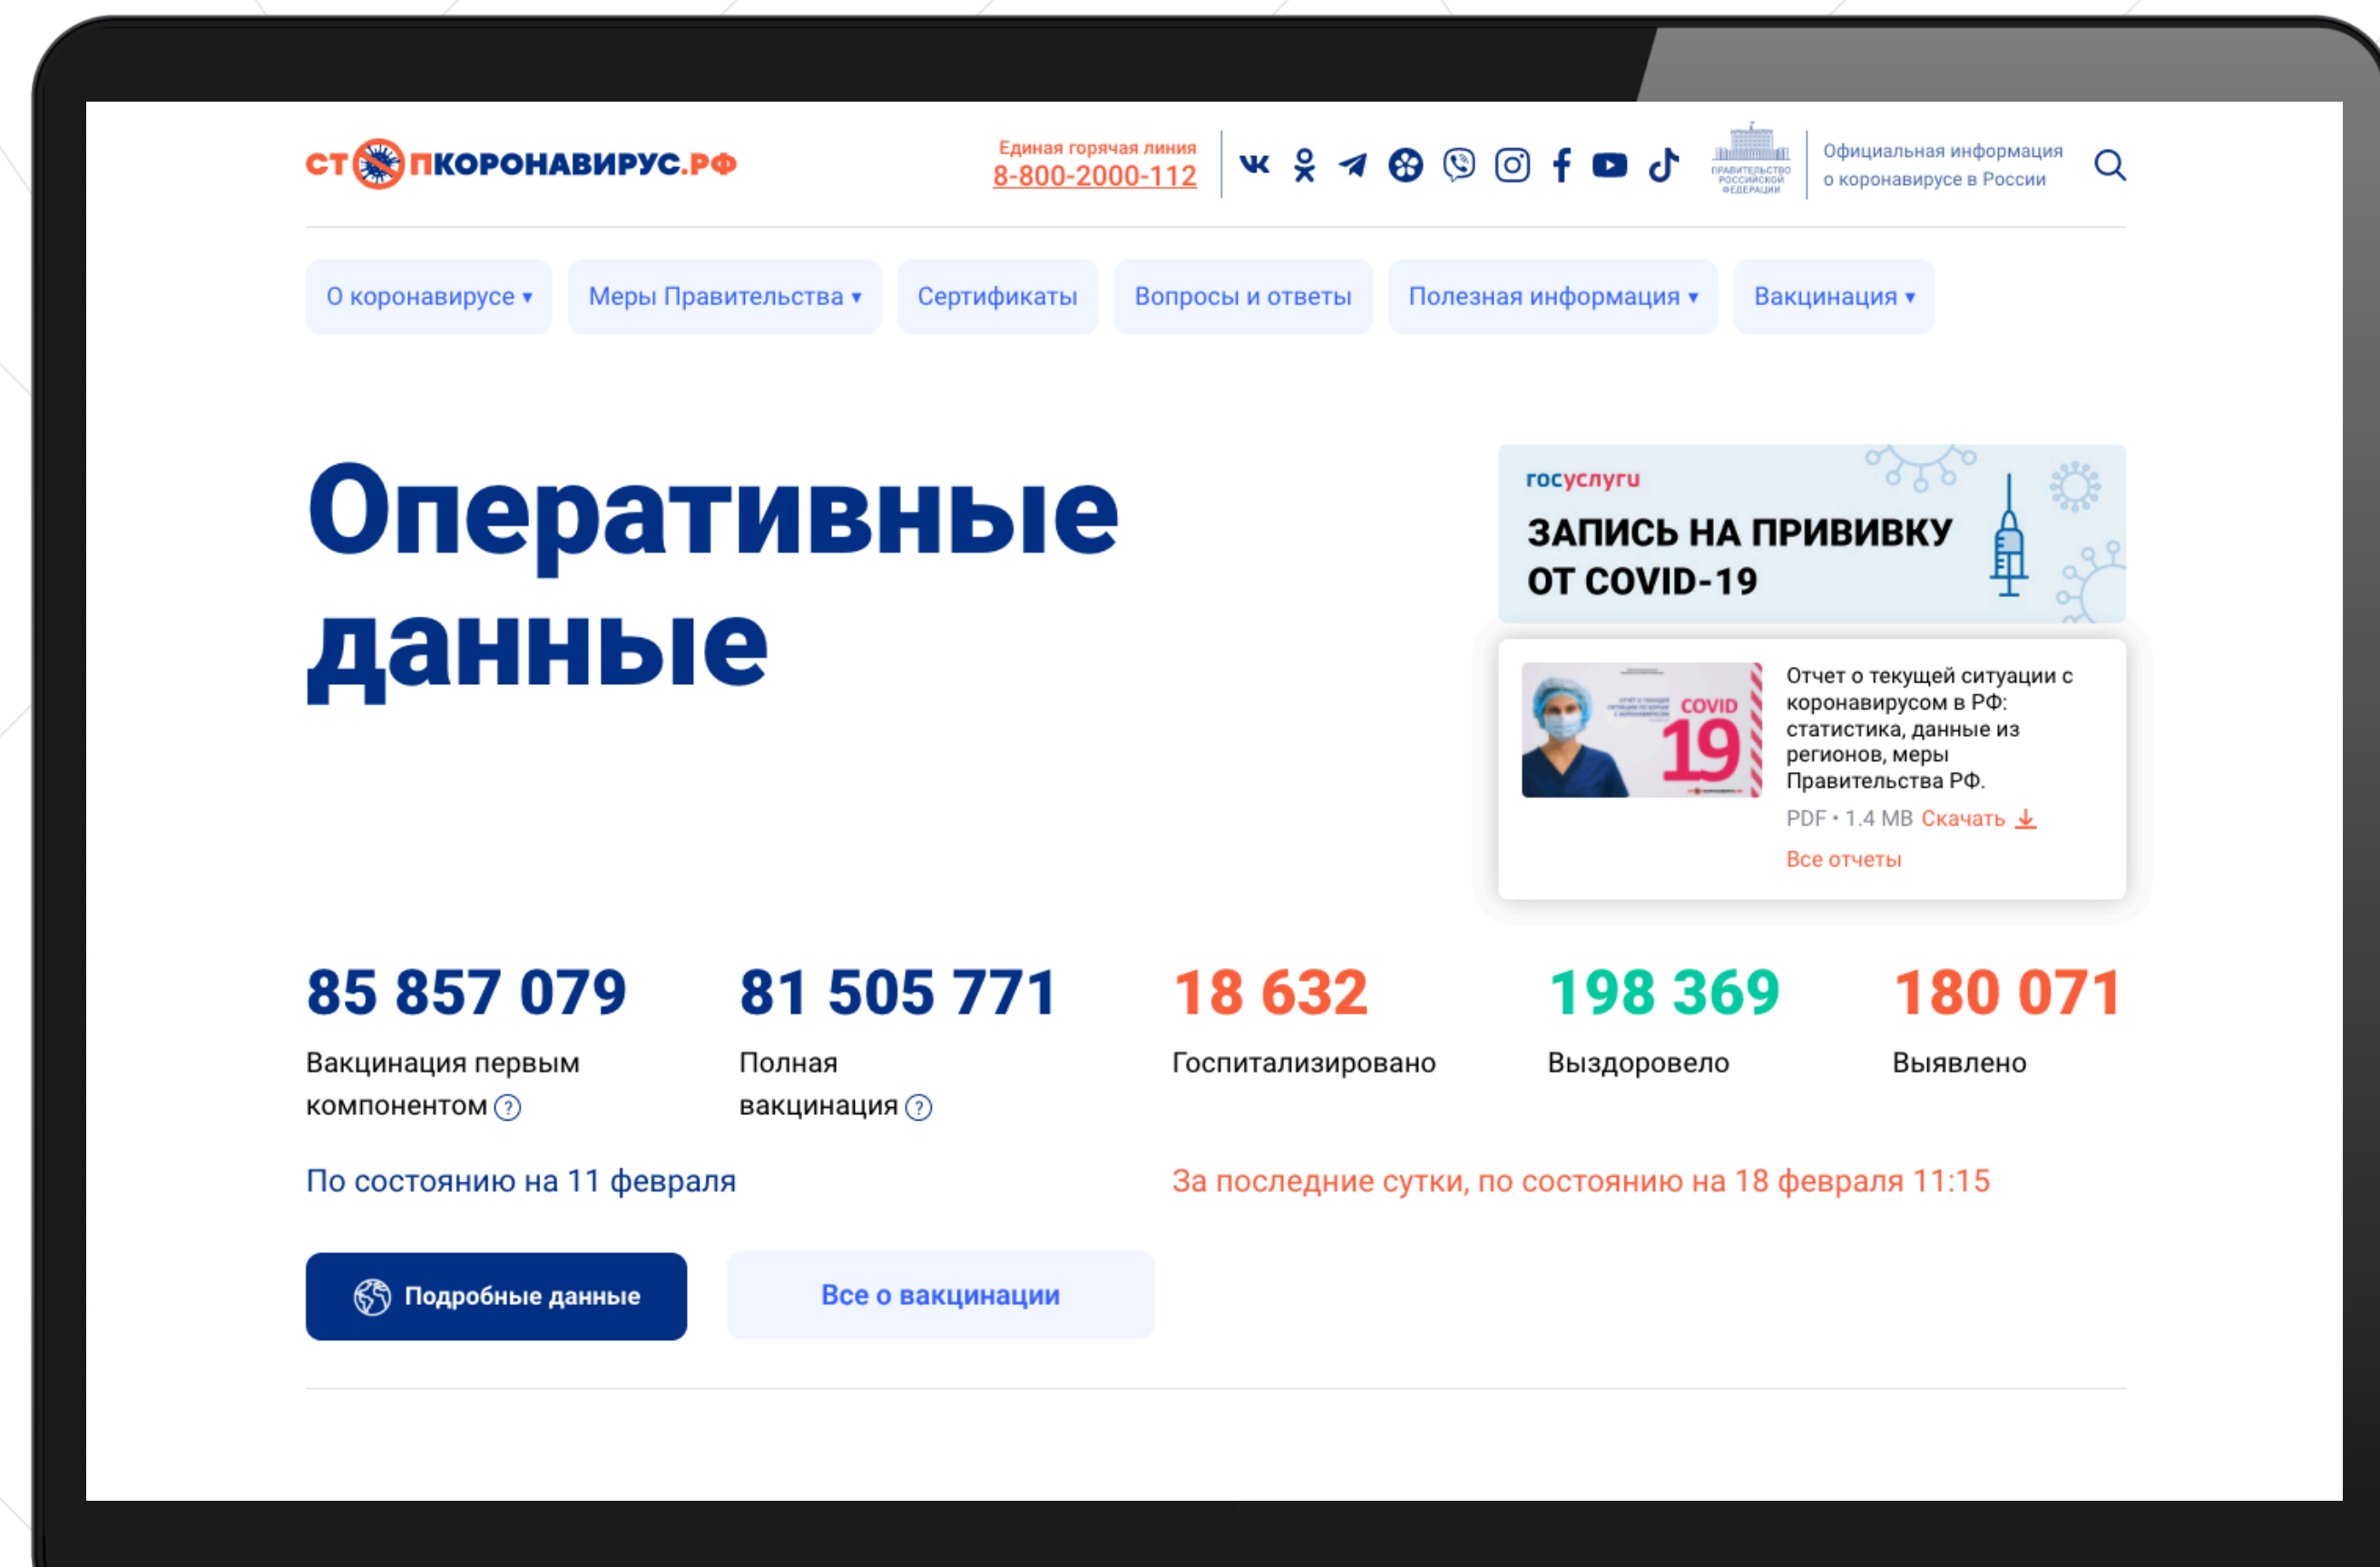 СТОПКОРОНАВИРУС.РФ
Единая горячая линия
8-800-2000-112
ПРАВИТЕЛЬСТВО
РОССИЙСКОЙ
ФЕДЕРАЦИИ
Официальная информация
о коронавирусе в России
О коронавирусе ▾
Меры Правительства ▾
Сертификаты
Вопросы и ответы
Полезная информация ▾
Вакцинация ▾
Оперативные
данные
госуслуги
ЗАПИСЬ НА ПРИВИВКУ
ОТ COVID-19
COVID
19
Отчет о текущей ситуации с
коронавирусом в РФ:
статистика, данные из
регионов, меры
Правительства РФ.
PDF • 1.4 MB Скачать
Все отчеты
85 857 079
Вакцинация первым
компонентом ?
81 505 771
Полная
вакцинация ?
18 632
Госпитализировано
198 369
Выздоровело
180 071
Выявлено
По состоянию на 11 февраля
За последние сутки, по состоянию на 18 февраля 11:15
Подробные данные
Все о вакцинации